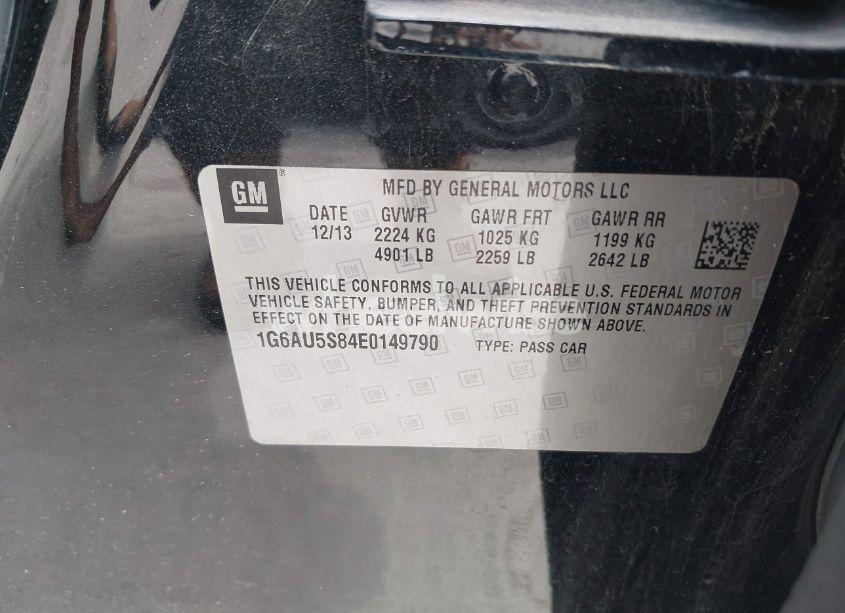 GM
MFD BY GENERAL MOTORS LLC
DATE GVWR GAWR FRT GAWR RR
12/13 2224 KG 1025 KG 1199 KG
4901 LB 2259 LB 2642 LB
THIS VEHICLE CONFORMS TO ALL APPLICABLE U.S. FEDERAL MOTOR
VEHICLE SAFETY, BUMPER, AND THEFT PREVENTION STANDARDS IN
EFFECT ON THE DATE OF MANUFACTURE SHOWN ABOVE.
1G6AU5S84E0149790 TYPE: PASS CAR